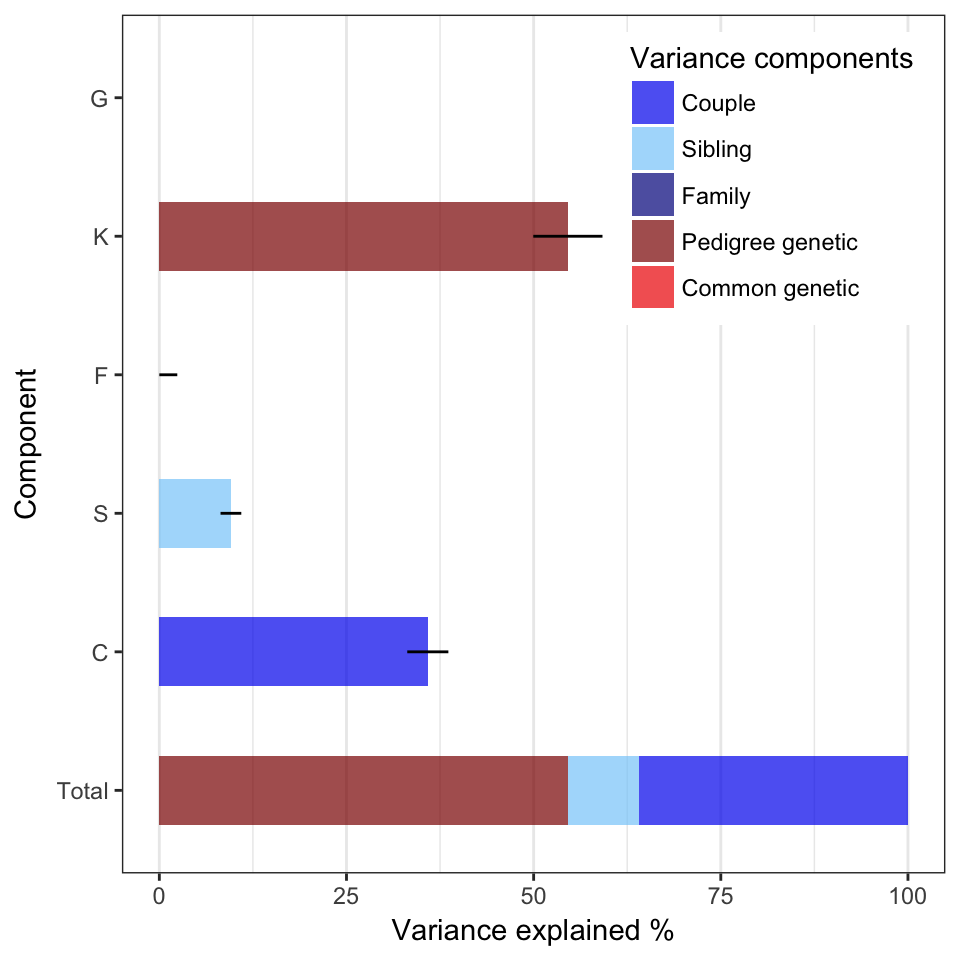 Variance components
Couple
Sibling
Family
Pedigree genetic
Common genetic
Component
G
K
F
S
C
Total
0 25 50 75 100
Variance explained %